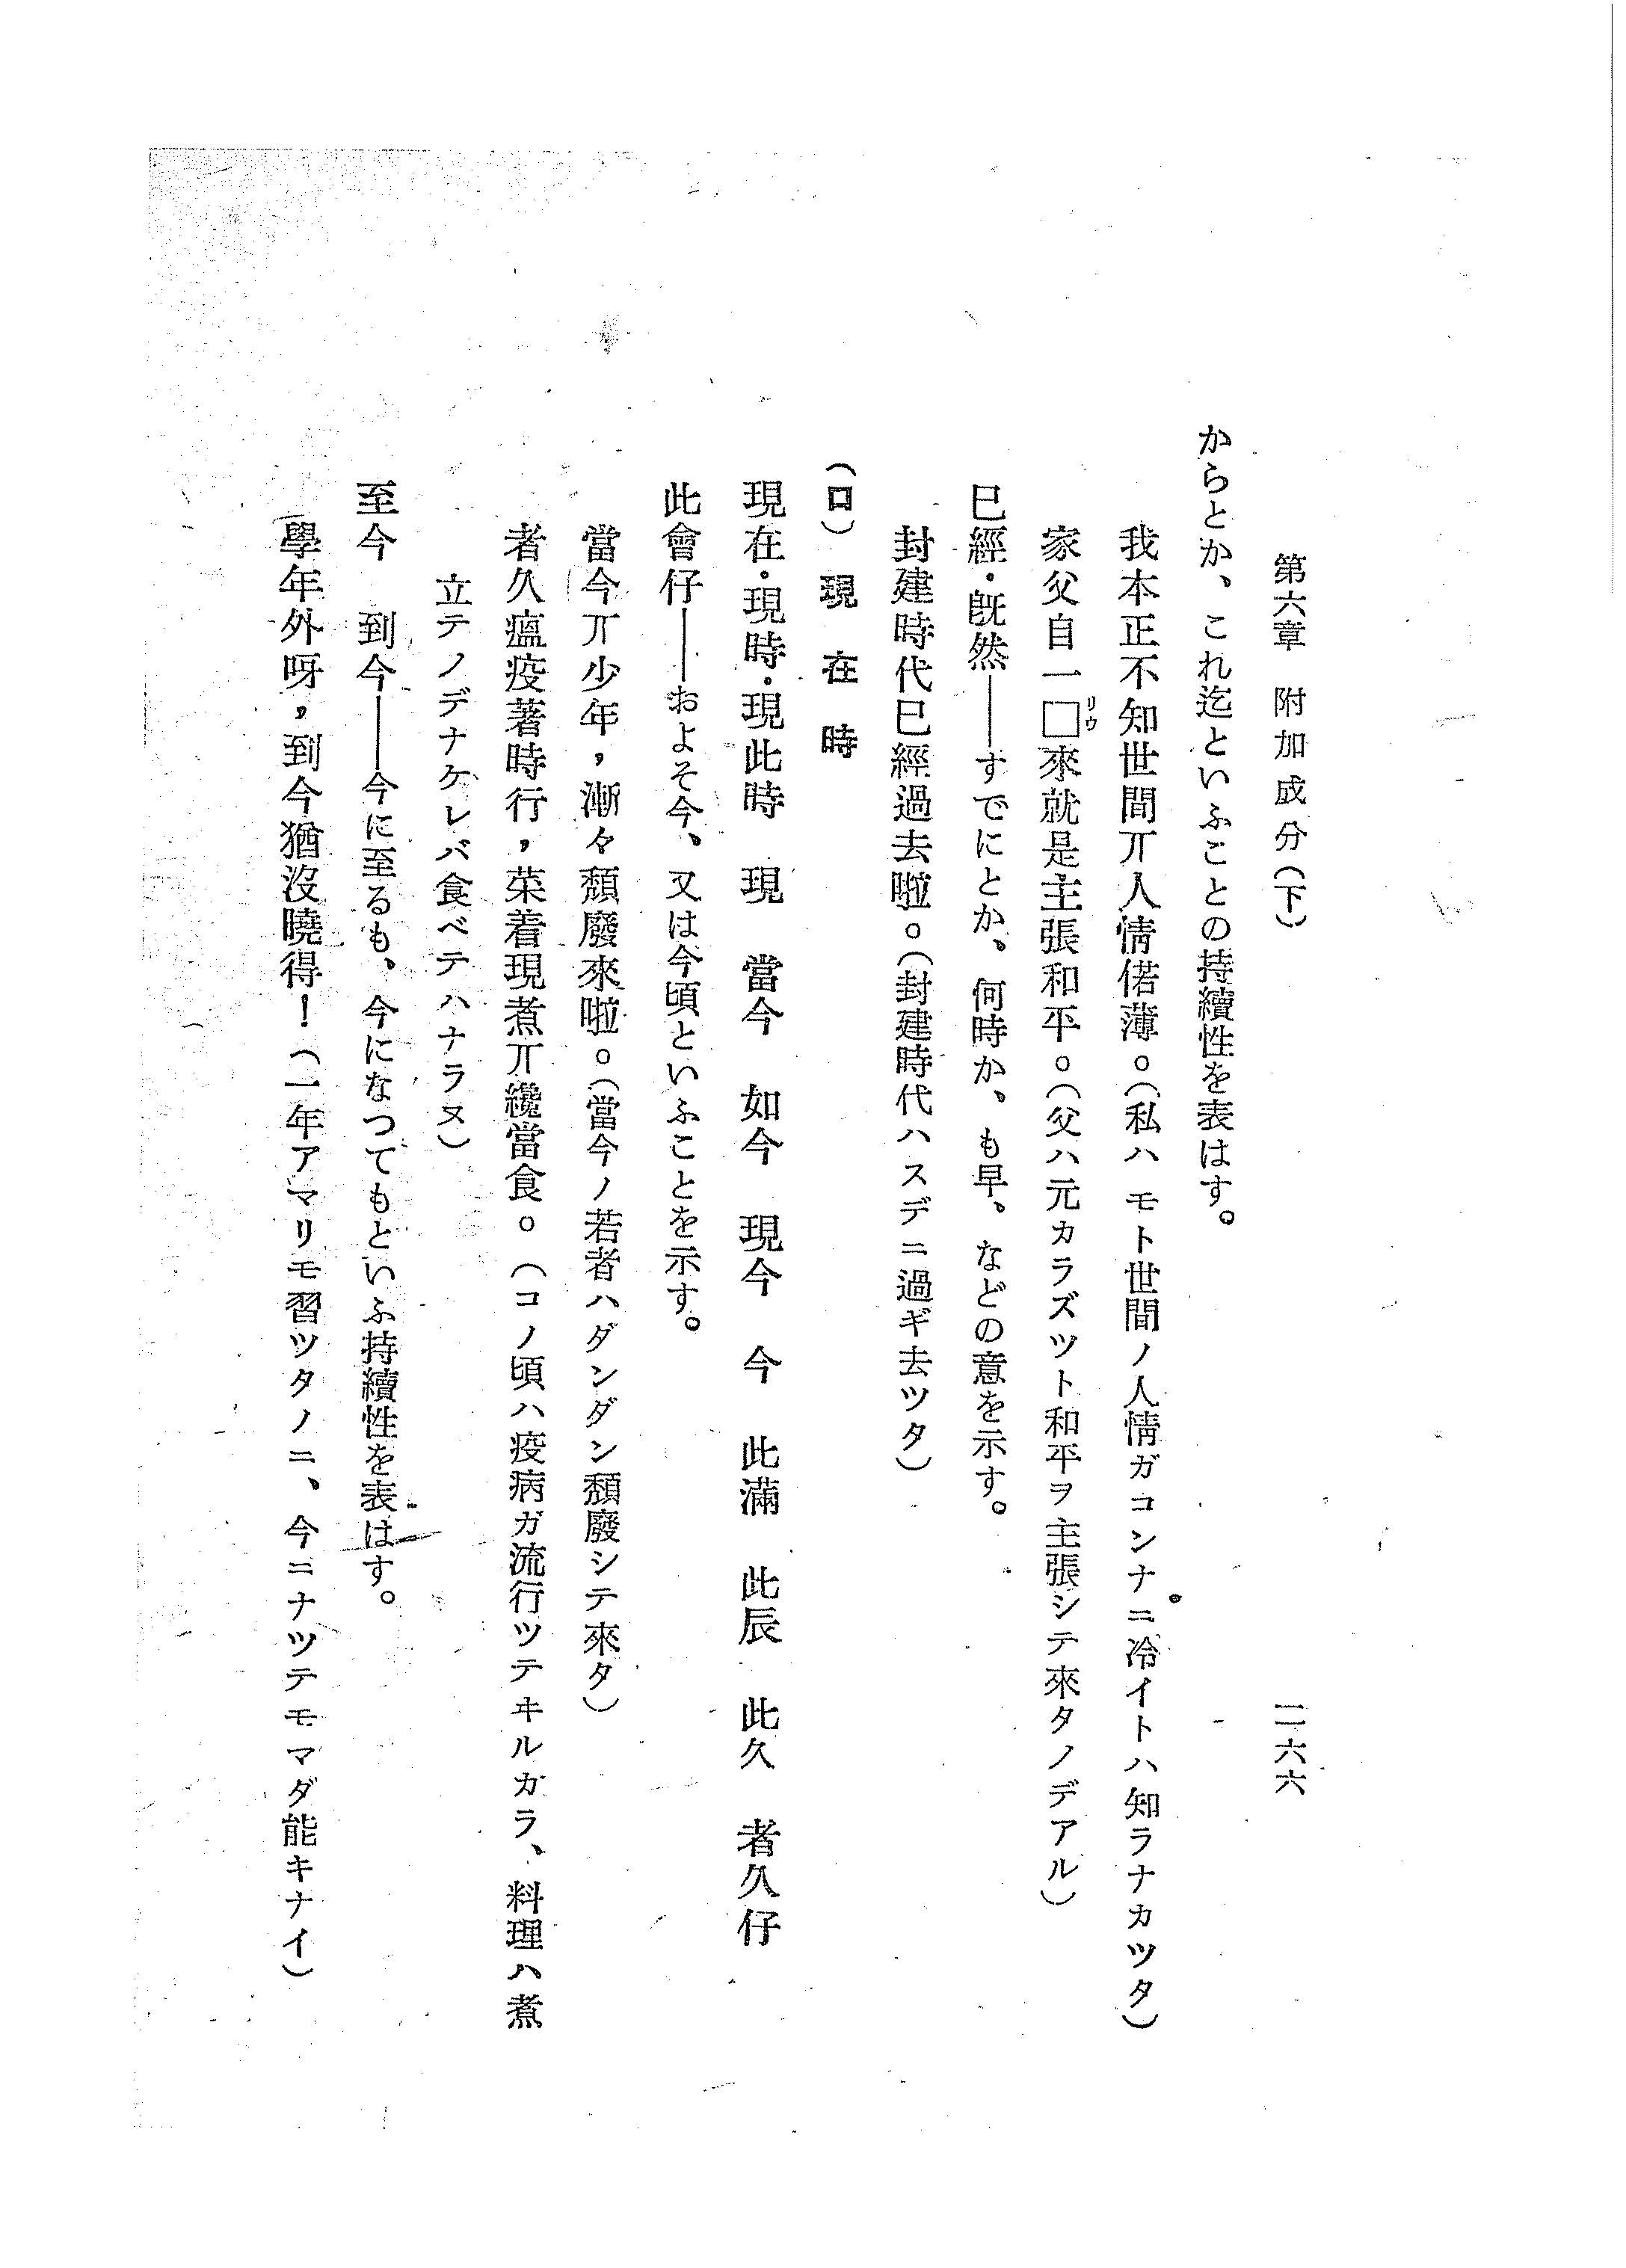 第六章　附加成分（下）　一六六
からとか、これ迄といふことの持續性を表はす。
我本正不知世間丌人情偌薄。（私ハモト世間ノ人情ガコンナニ冷イトハ知ラナカツタ）
家父自一□來就是主張和平。（父ハ元カラズツト和平ヲ主張シテ來タノデアル）
リウ
已經・既然――すでにとか、何時か、も早、などの意を示す。
封建時代已經過去啦。（封建時代ハスデニ過ギ去ツタ）
（ロ）現在時
現在・現時・現此時　現　當今　如今　現今　今　此滿　此辰　此久　者久仔
此會仔――およそ今、又は今頃といふことを示す。
當今丌少年，漸々頹廢來啦。（當今ノ若者ハダンダン頹廢シテ來タ）
者久瘟疫著時行，菜着現煮丌纔當食。（コノ頃ハ疫病ガ流行ツテヰルカラ、料理ハ煮
立テノデナケレバ食ベテハナラヌ）
至今　到今――今に至るも、今になつてもといふ持續性を表はす。
學年外呀，到今猶沒曉得！（一年アマリモ習ツタノニ、今ニナツテモマダ能キナイ）